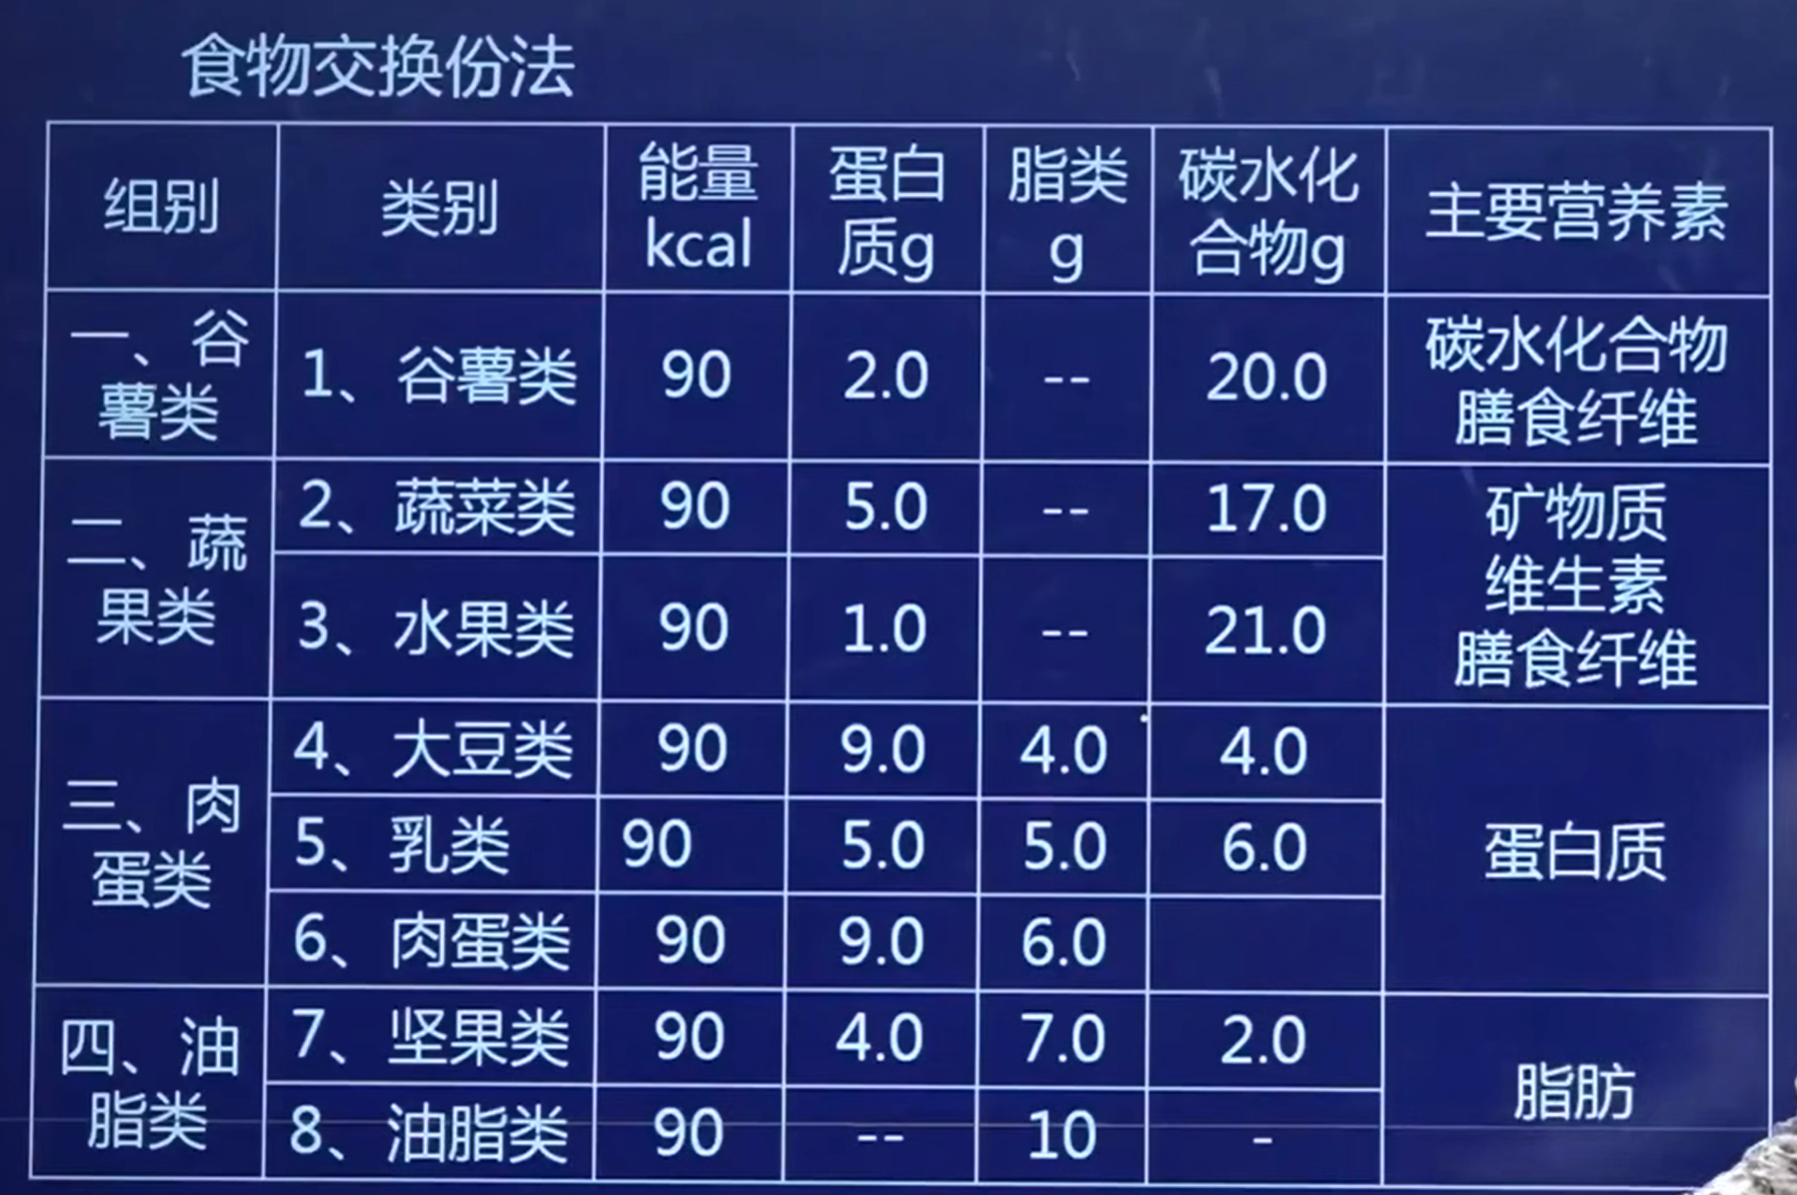 食物交换份法
组别 类别 能量kcal 蛋白质g 脂类g 碳水化合物g 主要营养素
一、谷薯类 1、谷薯类 90 2.0 -- 20.0 碳水化合物 膳食纤维
二、蔬果类 2、蔬菜类 90 5.0 -- 17.0 矿物质 维生素 膳食纤维
3、水果类 90 1.0 -- 21.0
三、肉蛋类 4、大豆类 90 9.0 4.0 4.0 蛋白质
5、乳类 90 5.0 5.0 6.0
6、肉蛋类 90 9.0 6.0
四、油脂类 7、坚果类 90 4.0 7.0 2.0 脂肪
8、油脂类 90 -- 10 -